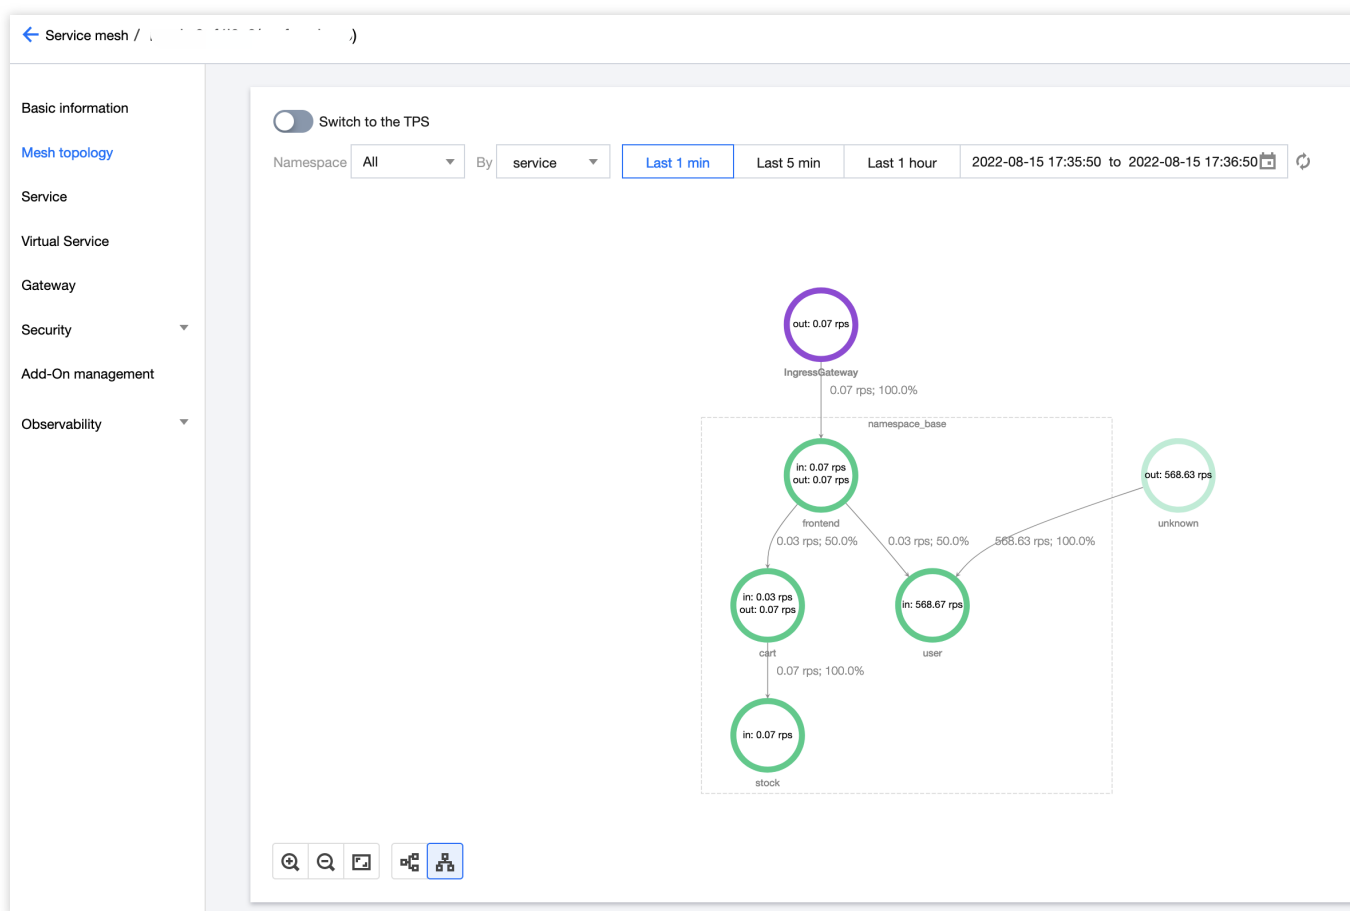 Service mesh /
)
Basic information
Mesh topology
Service
Virtual Service
Gateway
Security
Add-On management
Observability
Switch to the TPS
Namespace All By service Last 1 min Last 5 min Last 1 hour 2022-08-15 17:35:50 to 2022-08-15 17:36:50
out: 0.07 rps
IngressGateway
0.07 rps; 100.0%
namespace_base
in: 0.07 rps
out: 0.07 rps
frontend
out: 568.63 rps
unknown
0.03 rps; 50.0%
0.03 rps; 50.0%
568.63 rps; 100.0%
in: 0.03 rps
out: 0.07 rps
cart
in: 568.67 rps
user
0.07 rps; 100.0%
in: 0.07 rps
stock